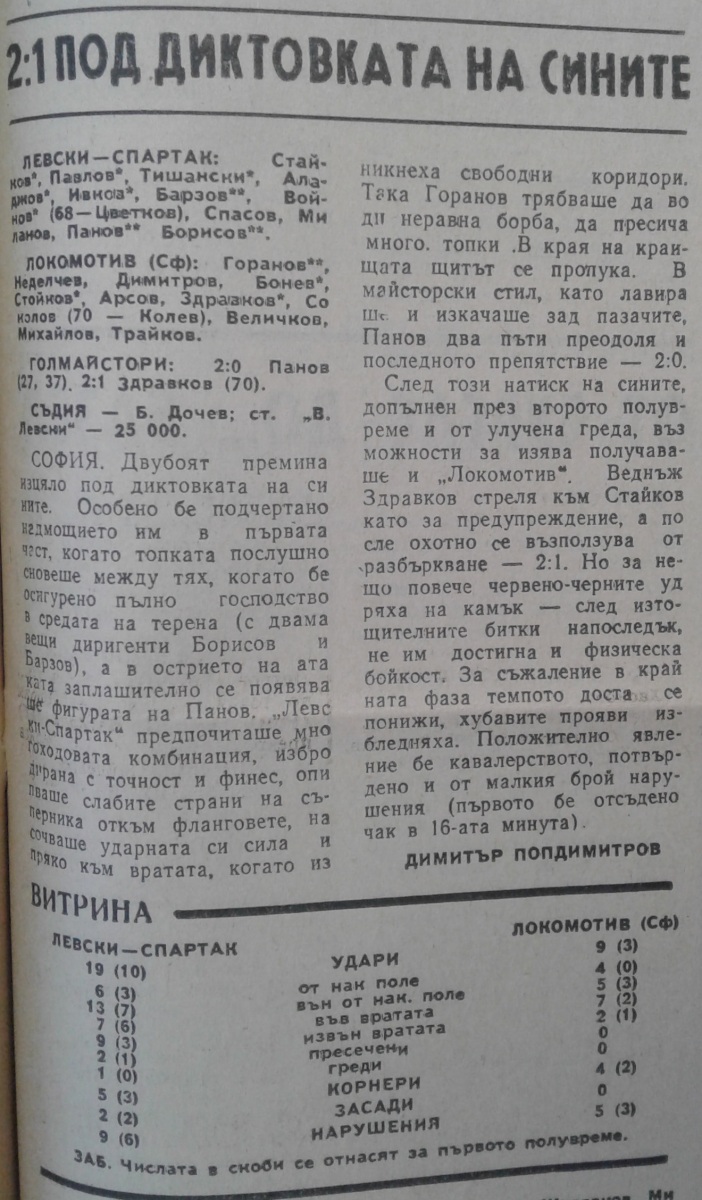 2:1 ПОД ДИКТОВКАТА НА СИНИТЕ
ЛЕВСКИ—СПАРТАК: Стай-
ков*, Павлов*, Тишански*, Ала-
джов*, Ивков*, Барзов**, Вой-
нов* (68—Цветков), Спасов, Ми
ланов, Панов** Борисов**.
ЛОКОМОТИВ (Сф): Горанов**,
Неделчев, Димитров, Бонев*,
Стойков*, Арсов, Здравков*, Со
колов (70 — Колев), Величков,
Михайлов, Трайков.
ГОЛМАЙСТОРИ: 2:0 Панов
(27, 37). 2:1 Здравков (70).
СЪДИЯ — Б. Дочев; ст. „В.
Левски“ — 25 000.
СОФИЯ. Двубоят премина
изцяло под диктовката на си
ните. Особено бе подчертано
надмощието им в първата
част, когато топката послушно
сновеше между тях, когато бе
осигурено пълно господство
в средата на терена (с двама
вещи диригенти Борисов и
Барзов), а в острието на ата
ката заплашително се появява
ше фигурата на Панов. „Левс
ки-Спартак“ предпочиташе мно
гоходовата комбинация, избро
дирана с точност и финес, опи
пваше слабите страни на съ-
перника откъм фланговете, на
сочваше ударната си сила и
пряко към вратата, когато из
никнеха свободни коридори.
Така Горанов трябваше да во
ди неравна борба, да пресича
много. топки .В края на краи-
щата щитът се пропука. В
майсторски стил, като лавира
ше и изкачаше зад пазачите,
Панов два пъти преодоля и
последното препятствие — 2:0.
След този натиск на сините,
допълнен през второто полув-
реме и от улучена греда, въз
можности за изява получава-
ше и „Локомотив“. Веднъж
Здравков стреля към Стайков
като за предупреждение, а по
сле охотно се възползува от
разбъркване — 2:1. Но за не-
що повече червено-черните уд
ряха на камък — след изто-
щителните битки напоследък,
не им достигна и физическа
бойкост. За съжаление в край
ната фаза темпото доста се
понижи, хубавите прояви из-
бледняха. Положително явле-
ние бе кавалерството, потвър-
дено и от малкия брой нару-
шения (първото бе отсъдено
чак в 16-ата минута).
ДИМИТЪР ПОПДИМИТРОВ
ВИТРИНА
ЛЕВСКИ—СПАРТАК ЛОКОМОТИВ (Сф)
19 (10) УДАРИ 9 (3)
6 (3) от нак поле 4 (0)
13 (7) вън от нак. поле 5 (3)
7 (6) във вратата 7 (2)
9 (3) извън вратата 2 (1)
2 (1) пресечени 0
1 (0) греди 0
5 (3) КОРНЕРИ 4 (2)
2 (2) ЗАСАДИ 0
9 (6) НАРУШЕНИЯ 5 (3)
ЗАБ. Числата в скоби се отнасят за първото полувреме.